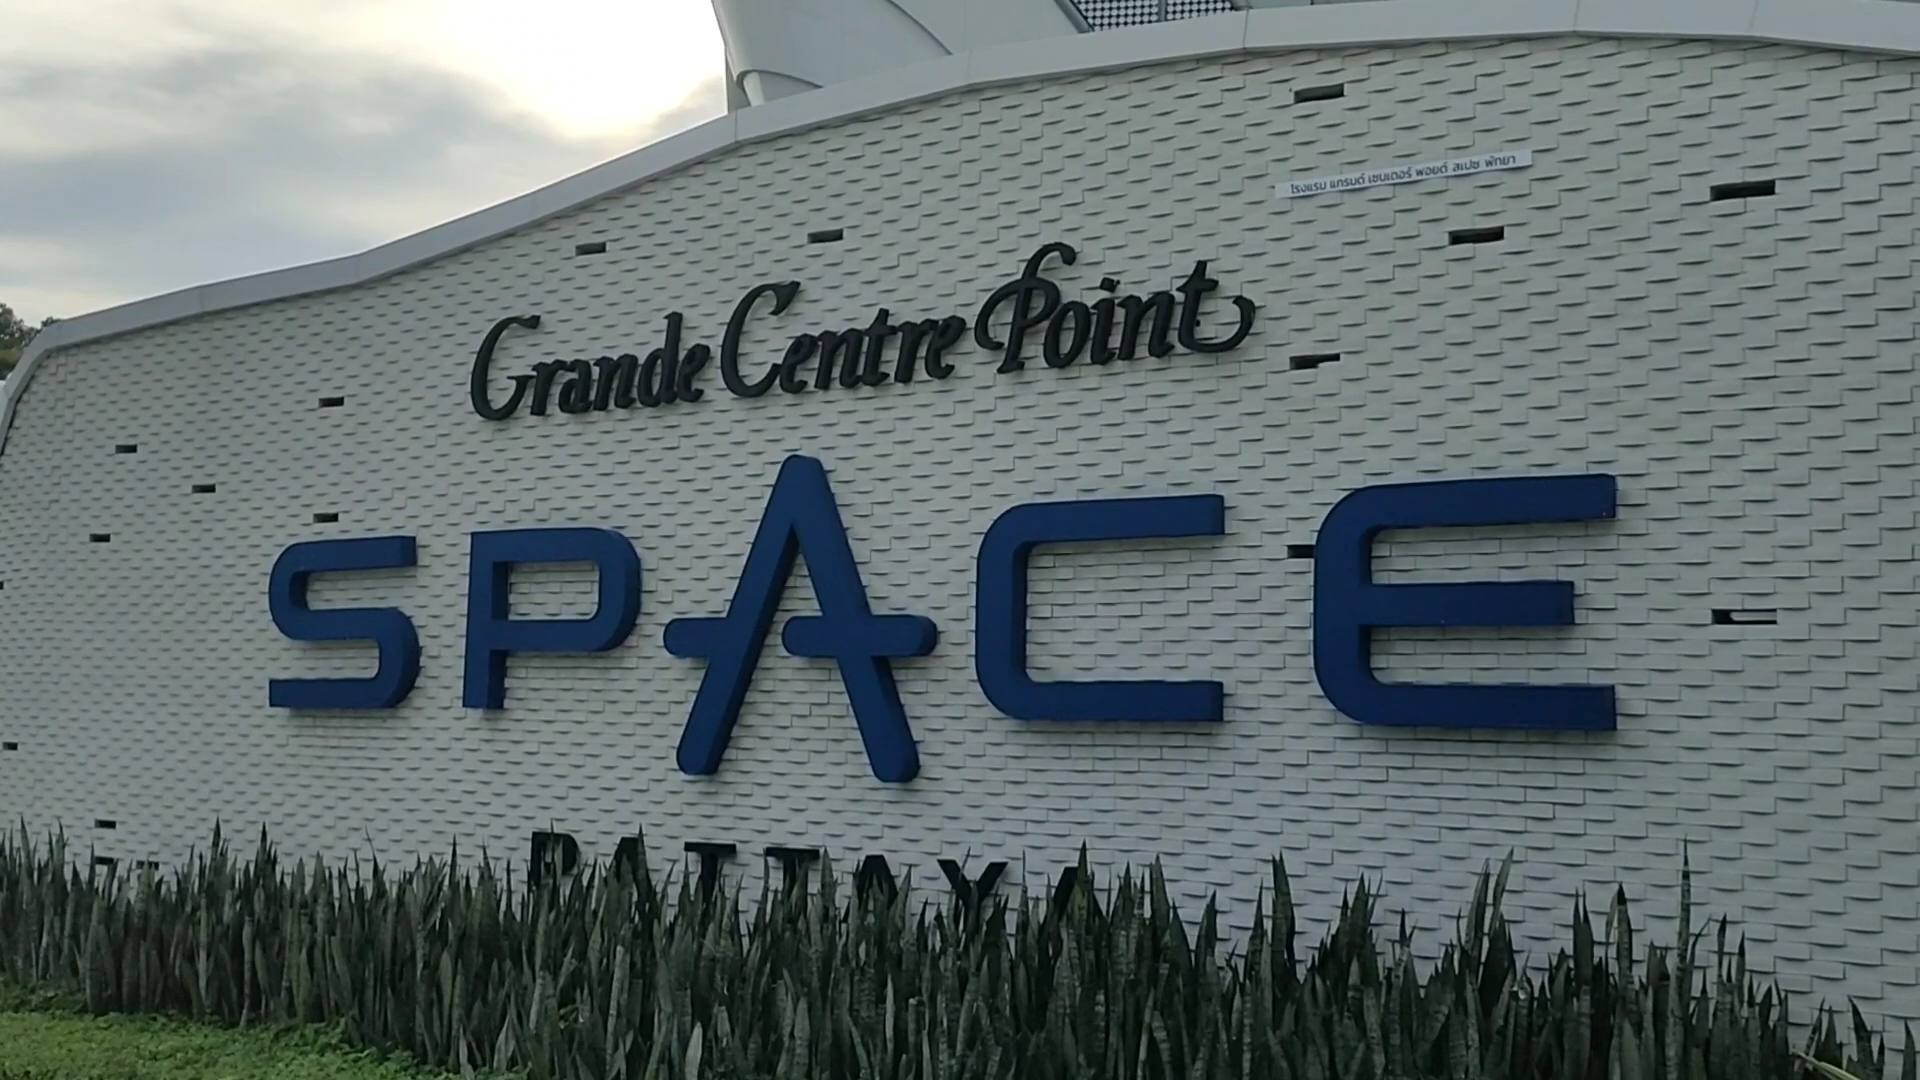 โรงแรม แกรนด์ เซนเตอร์ พอยต์ สเปซ พัทยา
Grande Centre Point
SPACE
PATTAYA